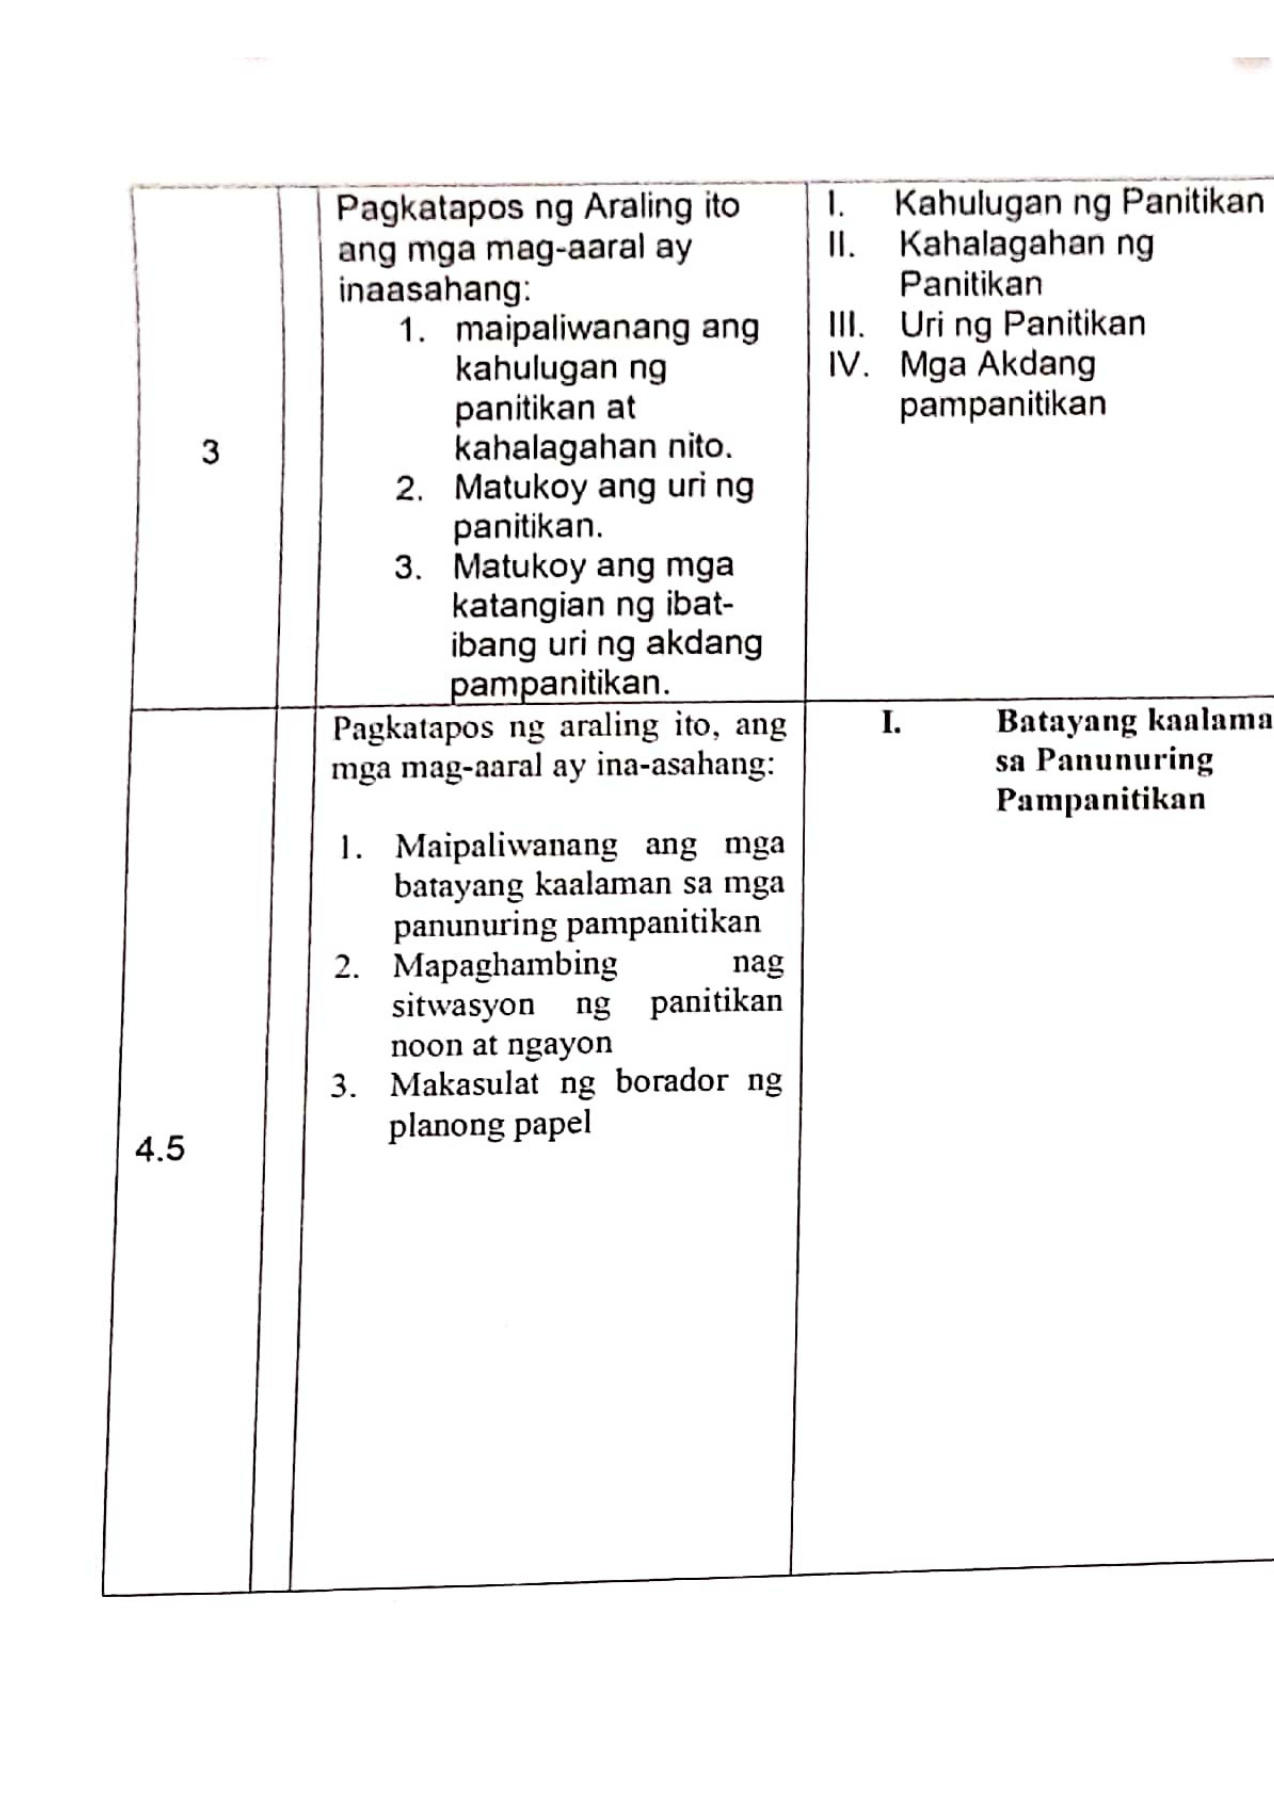 3
Pagkatapos ng Araling ito
ang mga mag-aaral ay
inaasahang:
1. maipaliwanang ang
kahulugan ng
panitikan at
kahalagahan nito.
2. Matukoy ang uri ng
panitikan.
3. Matukoy ang mga
katangian ng ibat-
ibang uri ng akdang
pampanitikan.
I. Kahulugan ng Panitikan
II. Kahalagahan ng
Panitikan
III. Uri ng Panitikan
IV. Mga Akdang
pampanitikan
4.5
Pagkatapos ng araling ito, ang
mga mag-aaral ay ina-asahang:
1. Maipaliwanang ang mga
batayang kaalaman sa mga
panunuring pampanitikan
2. Mapaghambing nag
sitwasyon ng panitikan
noon at ngayon
3. Makasulat ng borador ng
planong papel
I. Batayang kaalama
sa Panunuring
Pampanitikan